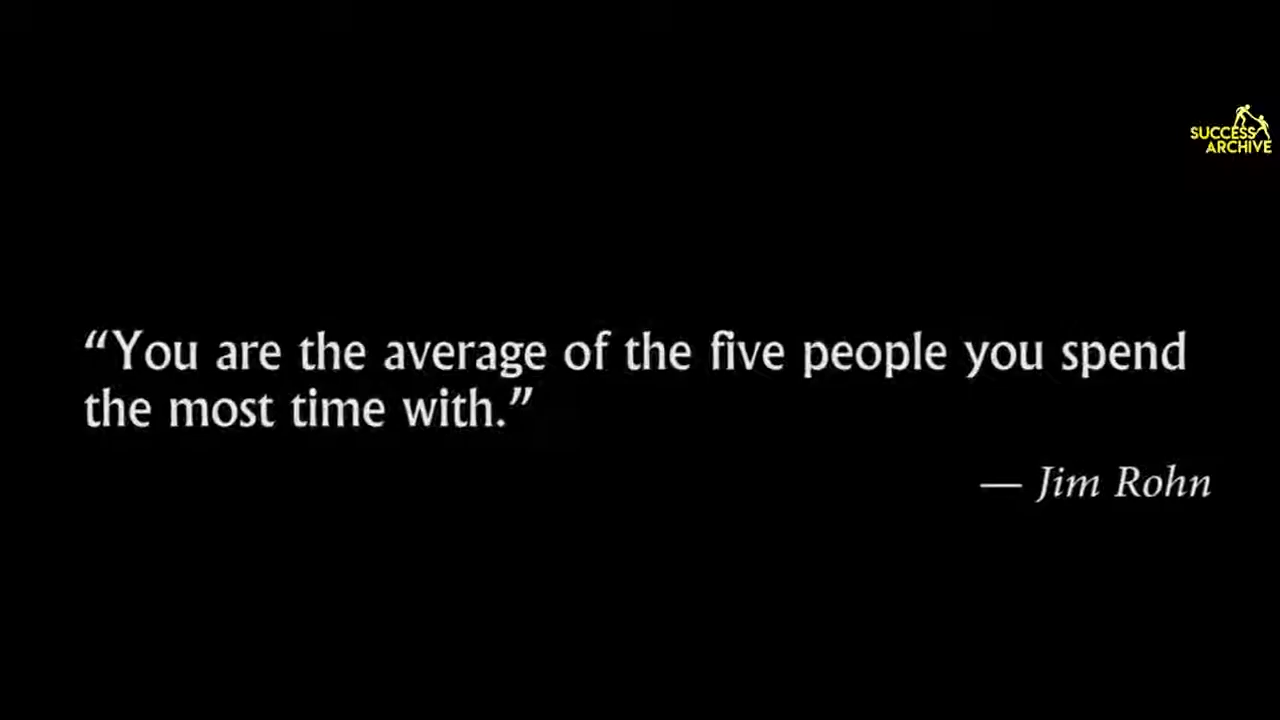 SUCCESS
ARCHIVE
“You are the average of the five people you spend
the most time with.”
— Jim Rohn